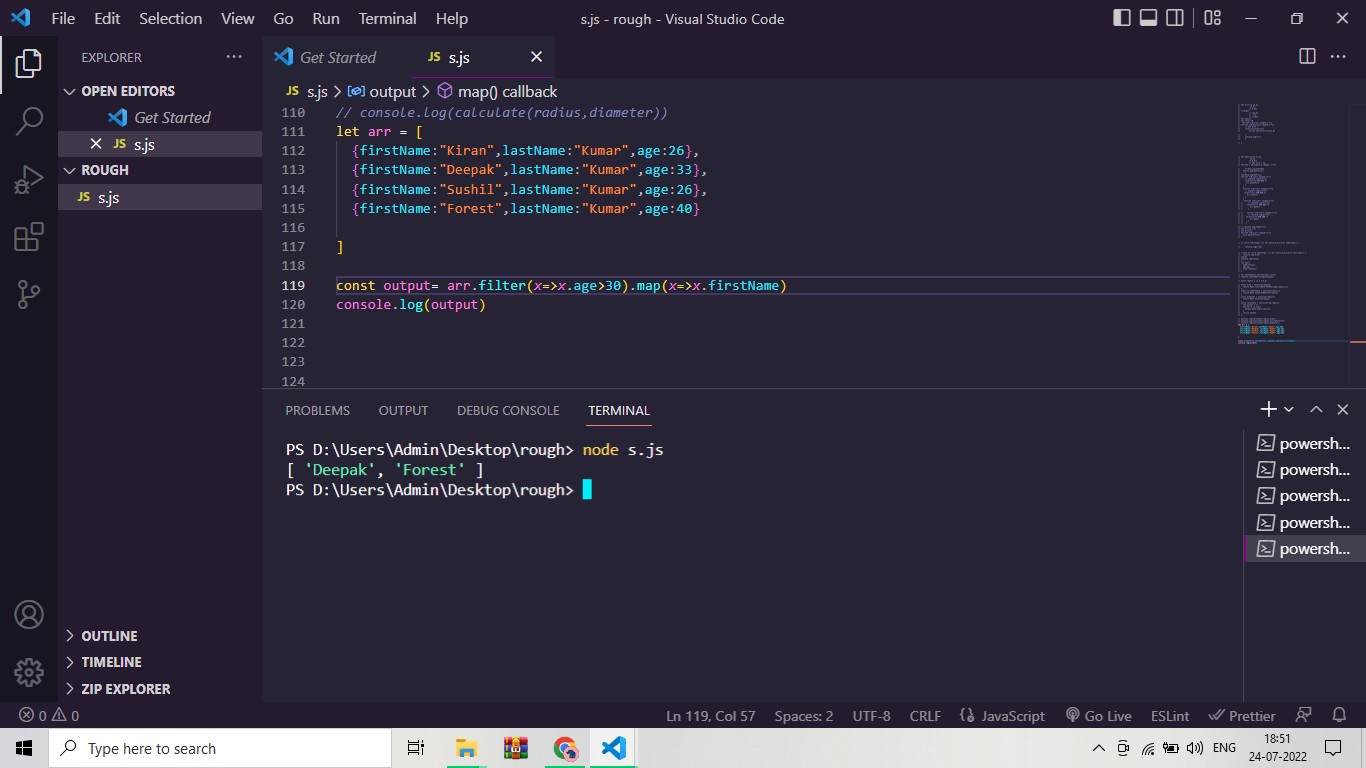 File Edit Selection View Go Run Terminal Help
s.js - rough - Visual Studio Code
EXPLORER
OPEN EDITORS
Get Started
JS s.js
ROUGH
JS s.js
OUTLINE
TIMELINE
ZIP EXPLORER
Get Started JS s.js
JS s.js > output > map() callback
110 // console.log(calculate(radius,diameter))
111 let arr = [
112 {firstName:"Kiran",lastName:"Kumar",age:26},
113 {firstName:"Deepak",lastName:"Kumar",age:33},
114 {firstName:"Sushil",lastName:"Kumar",age:26},
115 {firstName:"Forest",lastName:"Kumar",age:40}
116
117 ]
118
119 const output= arr.filter(x=>x.age>30).map(x=>x.firstName)
120 console.log(output)
121
122
123
124
PROBLEMS OUTPUT DEBUG CONSOLE TERMINAL
PS D:\Users\Admin\Desktop\rough> node s.js
[ 'Deepak', 'Forest' ]
PS D:\Users\Admin\Desktop\rough>
powersh...
powersh...
powersh...
powersh...
powersh...
0 0
Ln 119, Col 57 Spaces: 2 UTF-8 CRLF {} JavaScript Go Live ESLint Prettier
Type here to search
ENG
18:51
24-07-2022